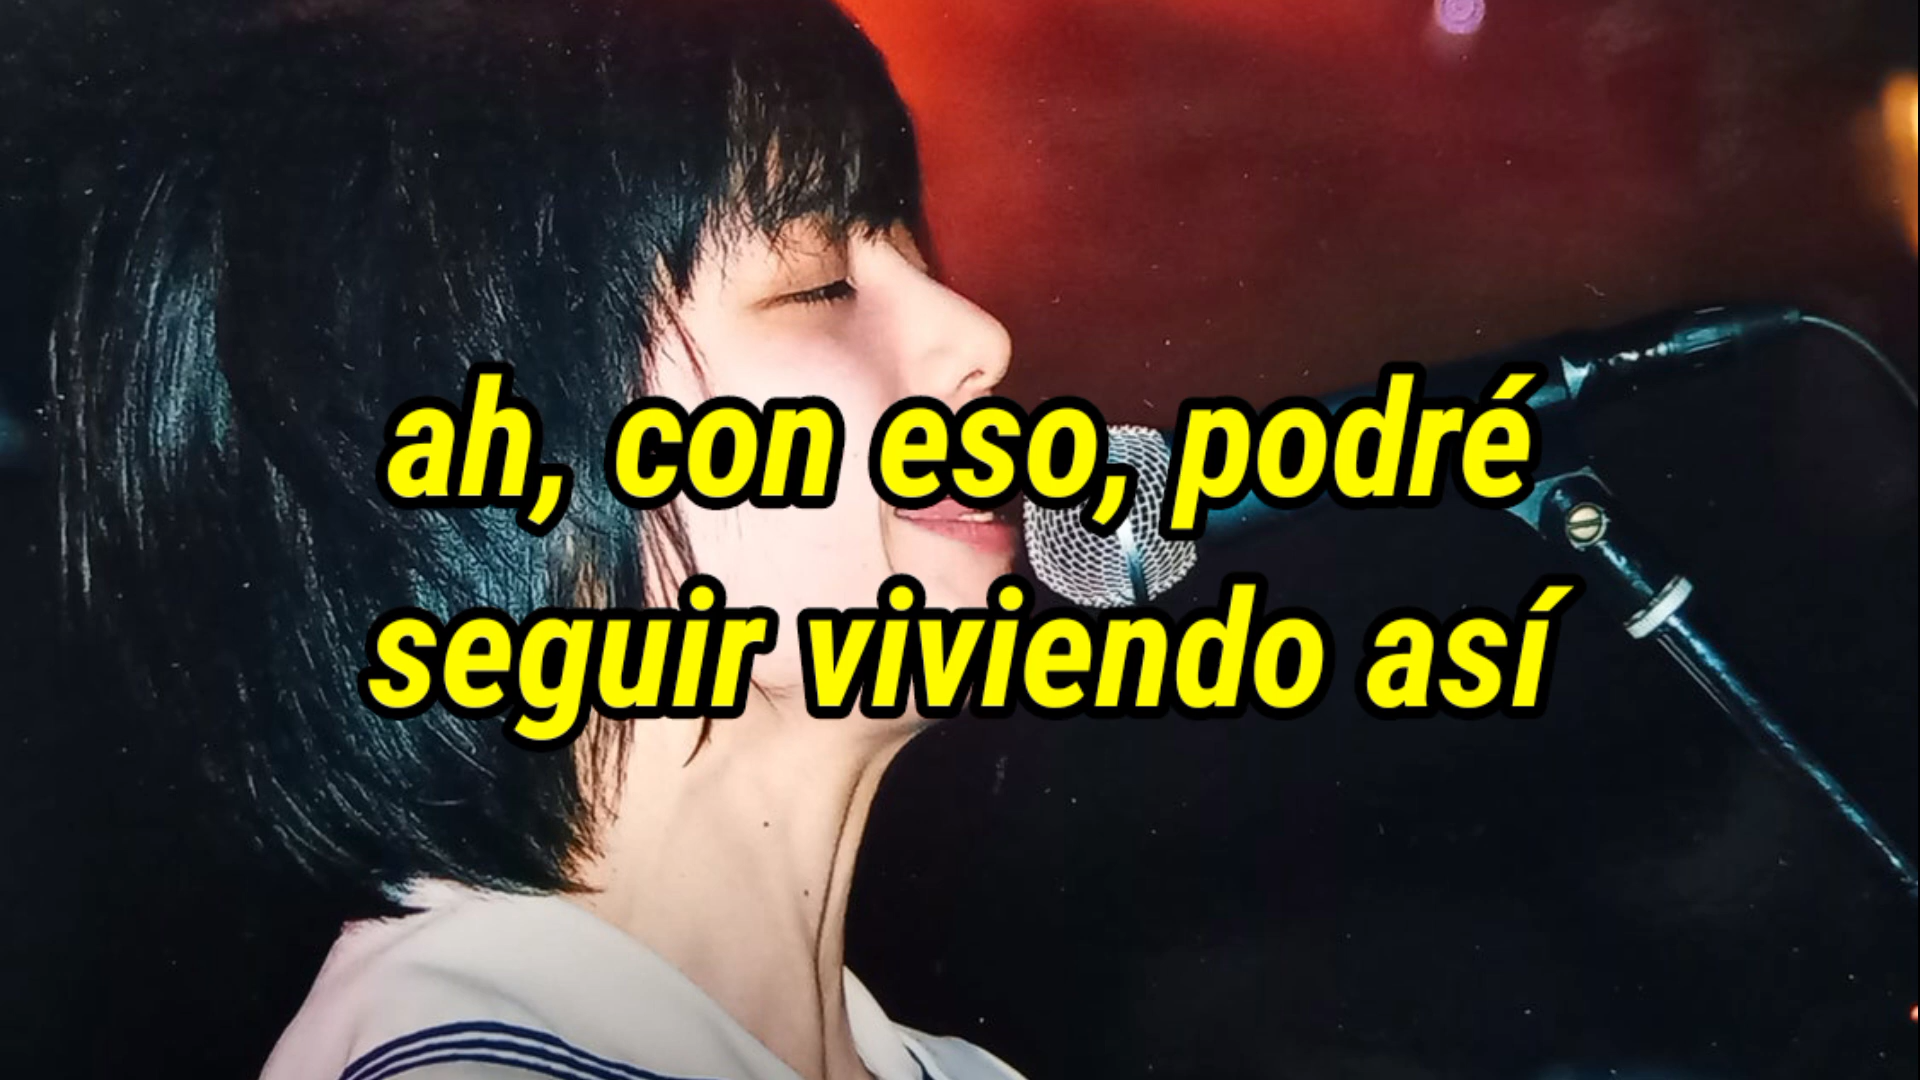 ah, con eso, podré
seguir viviendo así